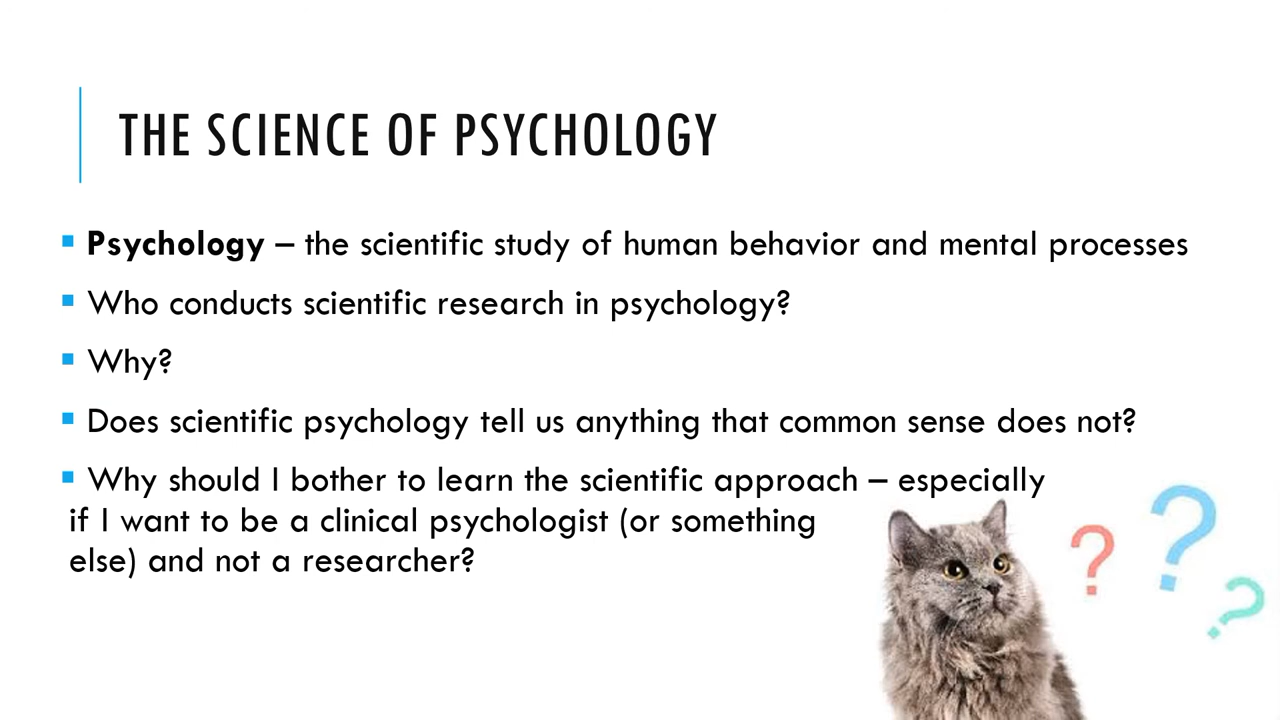 THE SCIENCE OF PSYCHOLOGY
▪ Psychology – the scientific study of human behavior and mental processes
▪ Who conducts scientific research in psychology?
▪ Why?
▪ Does scientific psychology tell us anything that common sense does not?
▪ Why should I bother to learn the scientific approach – especially
if I want to be a clinical psychologist (or something
else) and not a researcher?
? ? ?